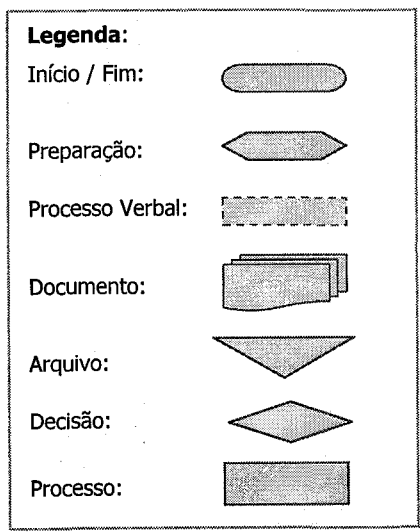 Legenda:
Início / Fim:
Preparação:
Processo Verbal:
Documento:
Arquivo:
Decisão:
Processo: